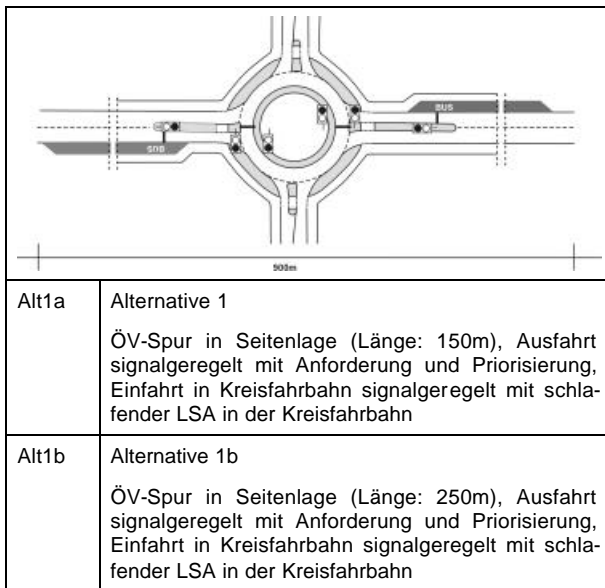 BUS
BUS
900m
Alt1a Alternative 1
ÖV-Spur in Seitenlage (Länge: 150m), Ausfahrt
signalgeregelt mit Anforderung und Priorisierung,
Einfahrt in Kreisfahrbahn signalgeregelt mit schla-
fender LSA in der Kreisfahrbahn
Alt1b Alternative 1b
ÖV-Spur in Seitenlage (Länge: 250m), Ausfahrt
signalgeregelt mit Anforderung und Priorisierung,
Einfahrt in Kreisfahrbahn signalgeregelt mit schla-
fender LSA in der Kreisfahrbahn